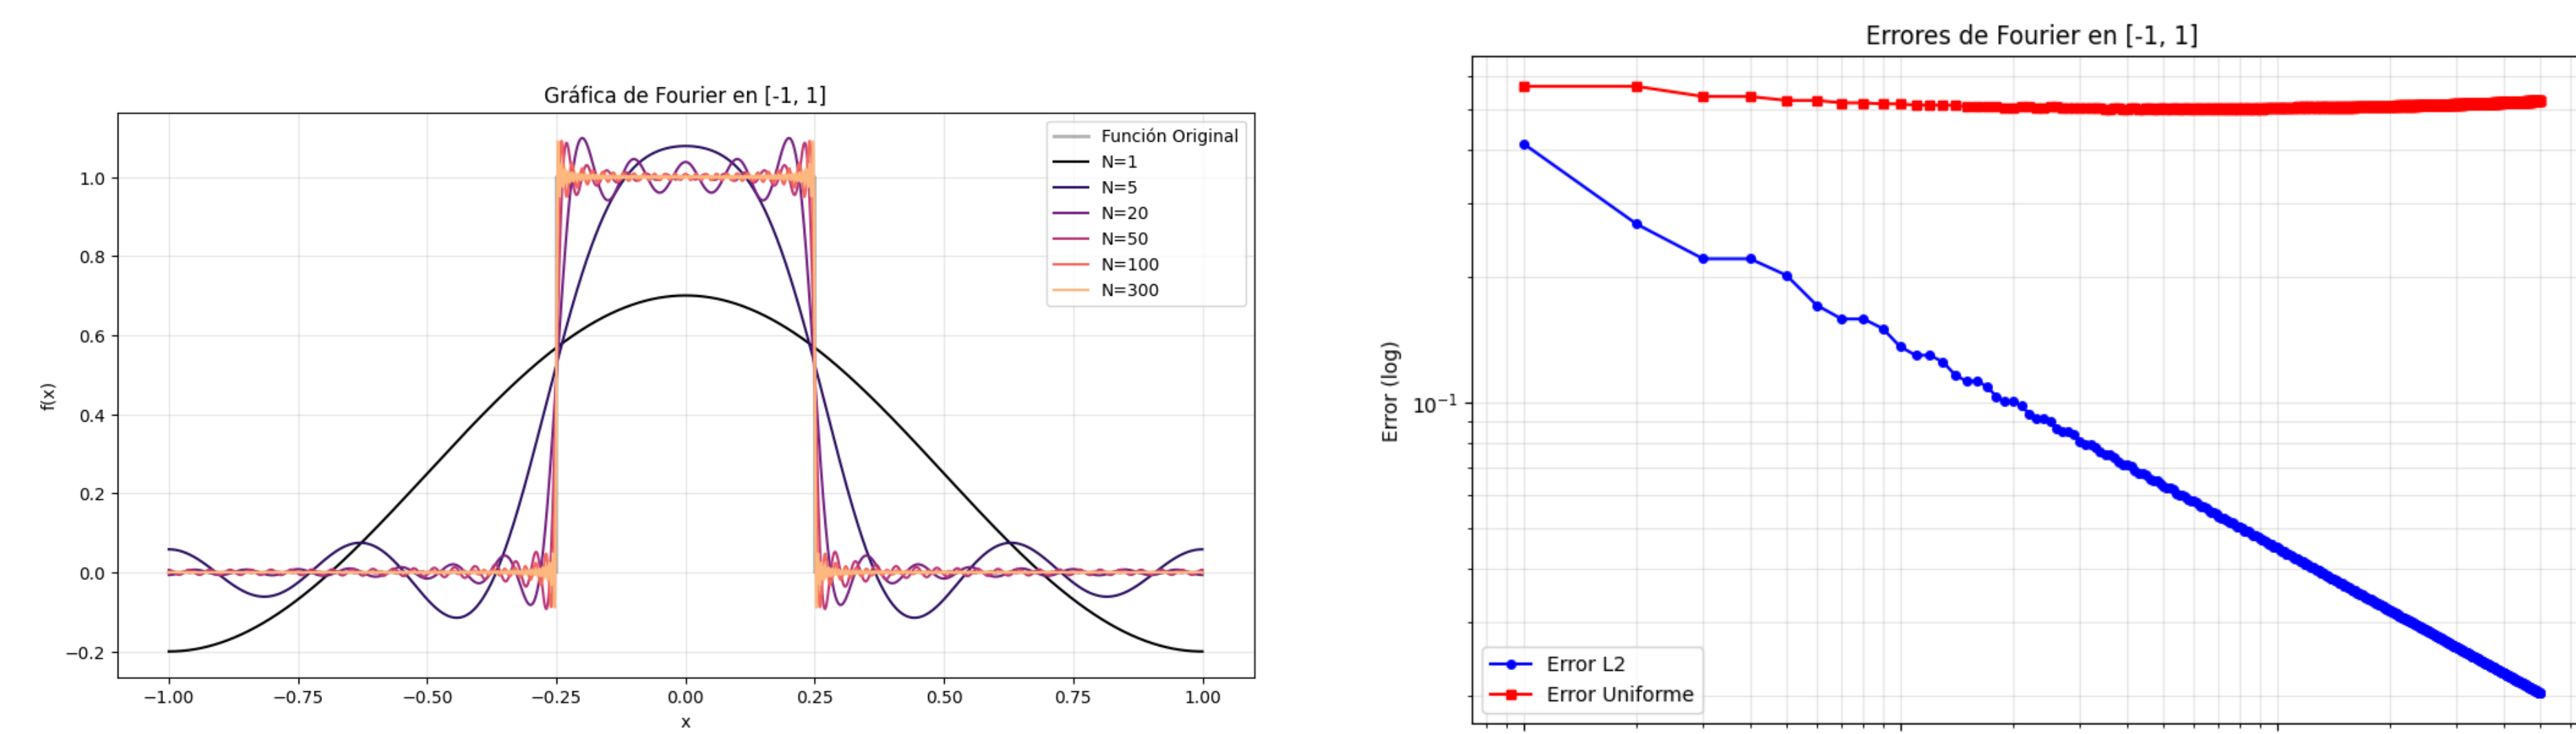 Gráfica de Fourier en [-1, 1]
f(x)
1.0
0.8
0.6
0.4
0.2
0.0
−0.2
Función Original
N=1
N=5
N=20
N=50
N=100
N=300
−1.00 −0.75 −0.50 −0.25 0.00 0.25 0.50 0.75 1.00
x
Errores de Fourier en [-1, 1]
Error (log)
10⁻¹
Error L2
Error Uniforme